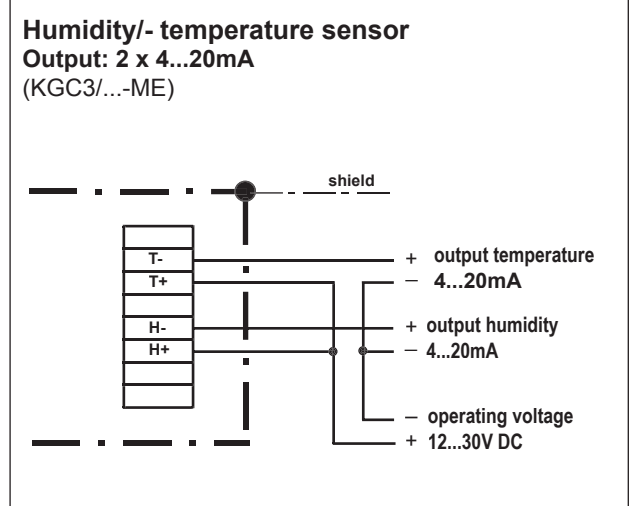 Humidity/- temperature sensor
Output: 2 x 4...20mA
(KGC3/...-ME)
shield
T-
T+
H-
H+
+ output temperature
– 4...20mA
+ output humidity
– 4...20mA
– operating voltage
+ 12...30V DC